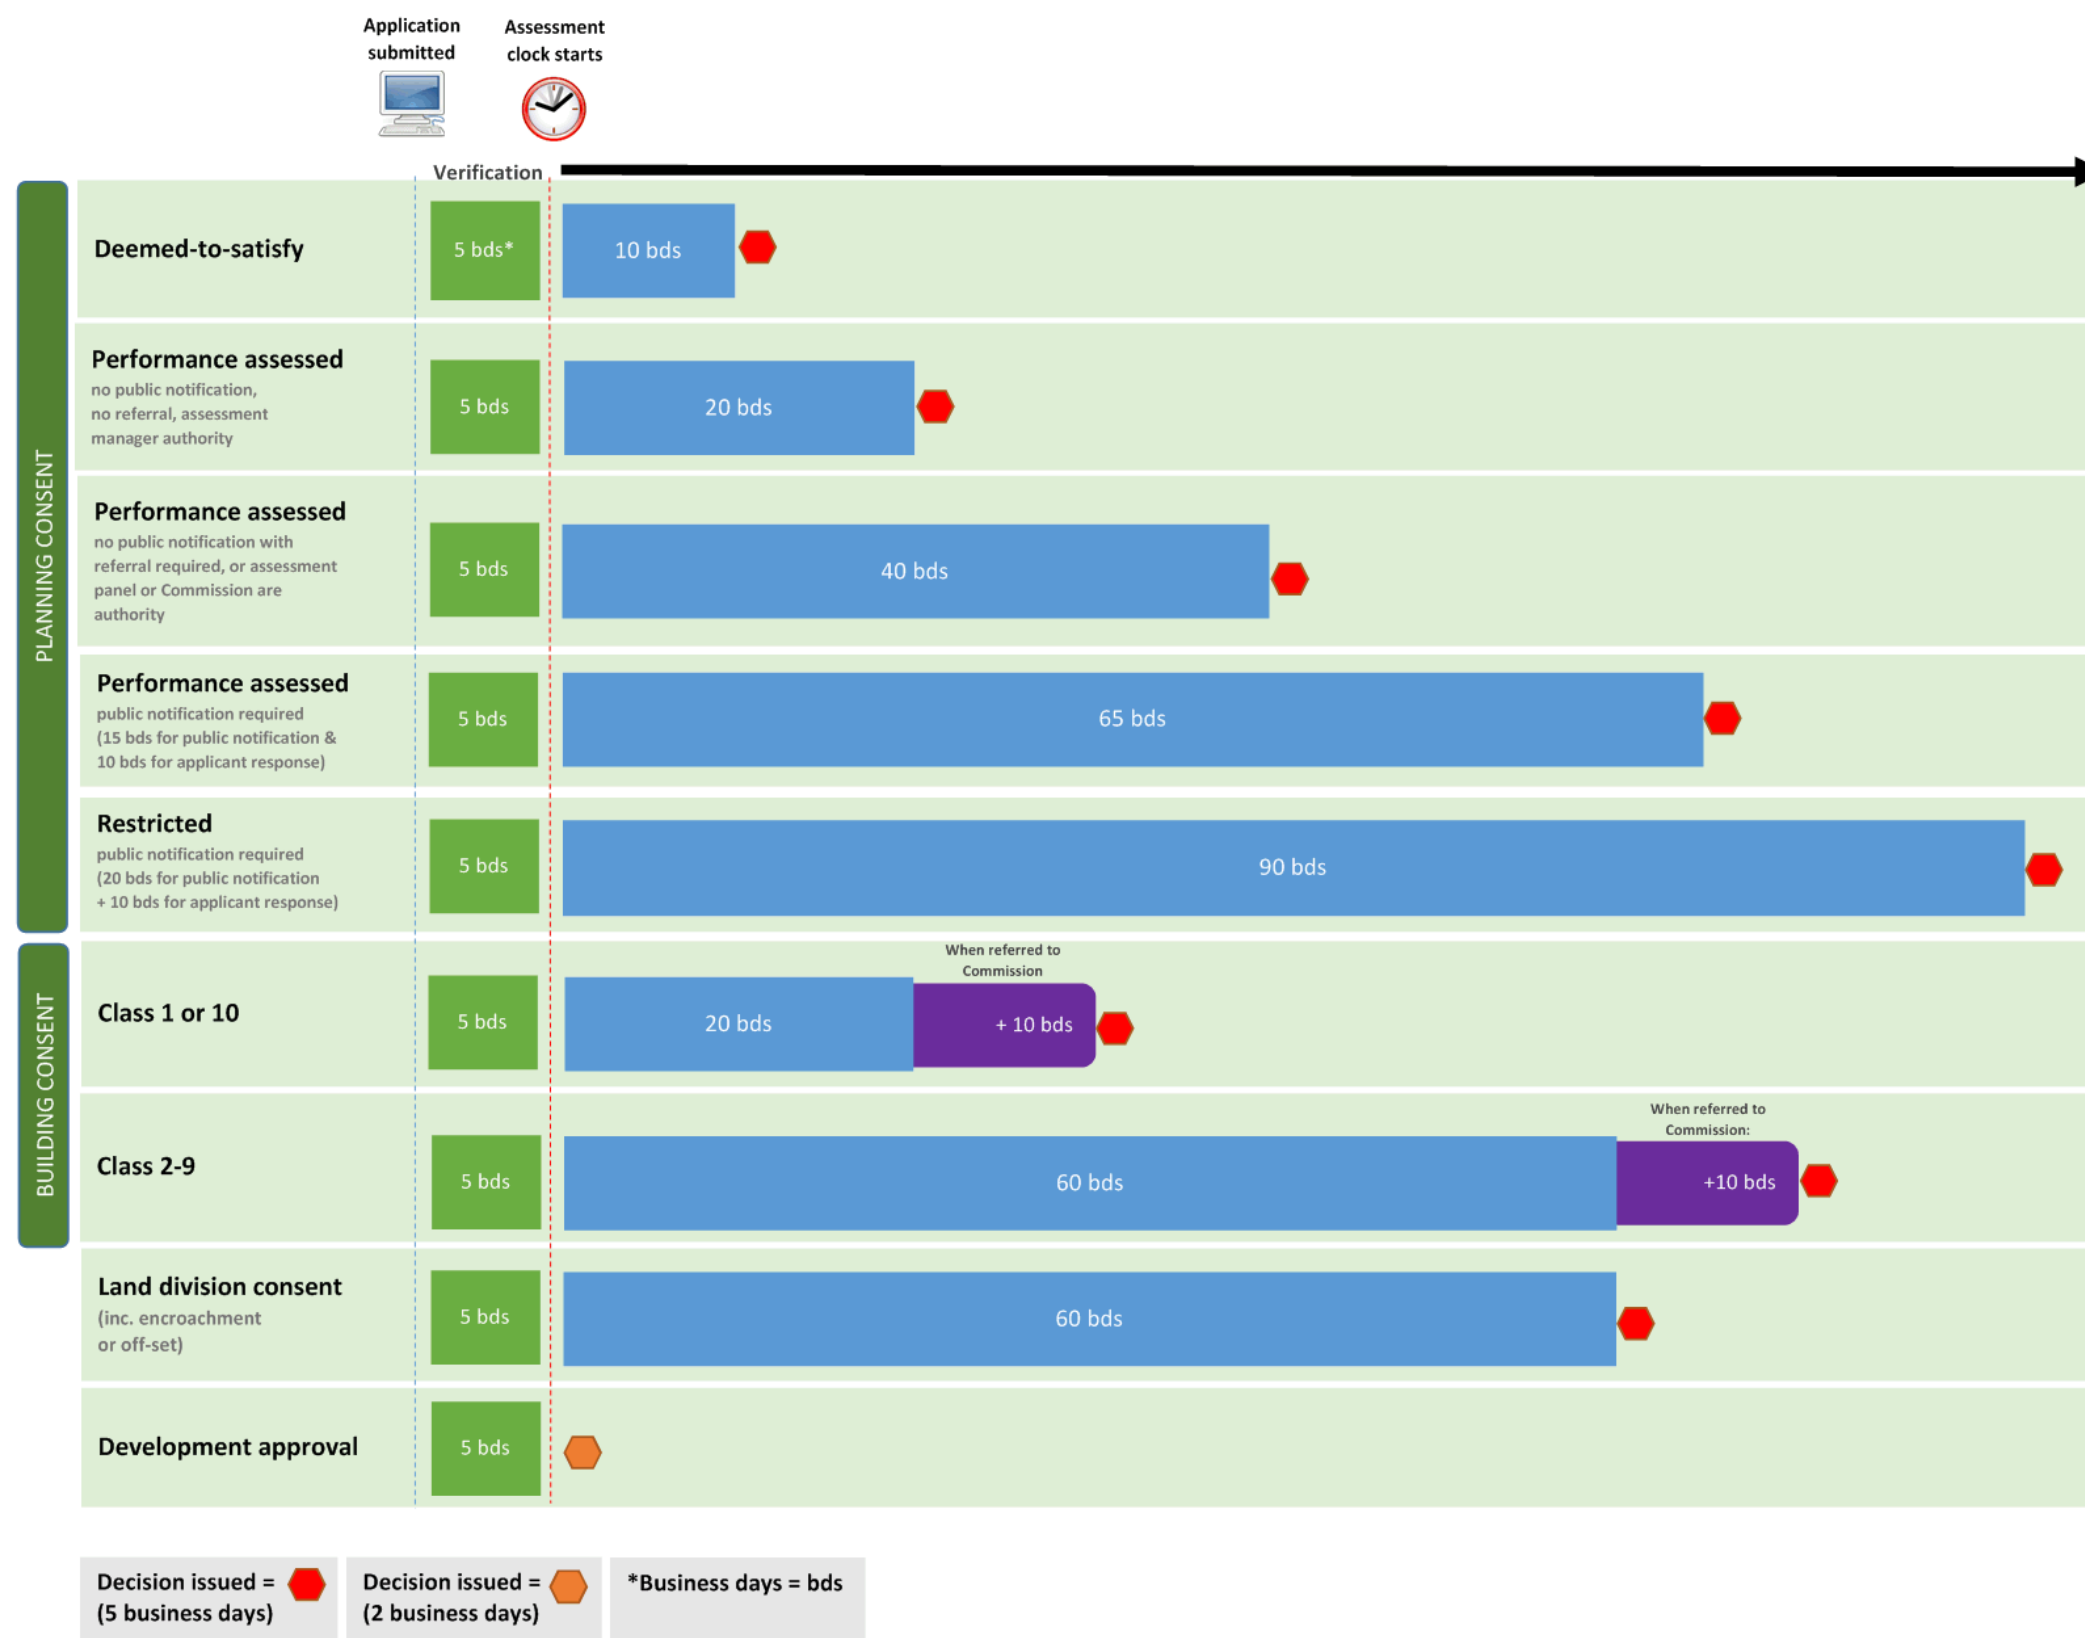 Application
submitted
Assessment
clock starts
Verification
PLANNING CONSENT
Deemed-to-satisfy
5 bds*
10 bds
Performance assessed
no public notification,
no referral, assessment
manager authority
5 bds
20 bds
Performance assessed
no public notification with
referral required, or assessment
panel or Commission are
authority
5 bds
40 bds
Performance assessed
public notification required
(15 bds for public notification &
10 bds for applicant response)
5 bds
65 bds
Restricted
public notification required
(20 bds for public notification
+ 10 bds for applicant response)
5 bds
90 bds
BUILDING CONSENT
Class 1 or 10
5 bds
20 bds
When referred to
Commission
+ 10 bds
Class 2-9
5 bds
60 bds
When referred to
Commission:
+10 bds
Land division consent
(inc. encroachment
or off-set)
5 bds
60 bds
Development approval
5 bds
Decision issued =
(5 business days)
Decision issued =
(2 business days)
*Business days = bds